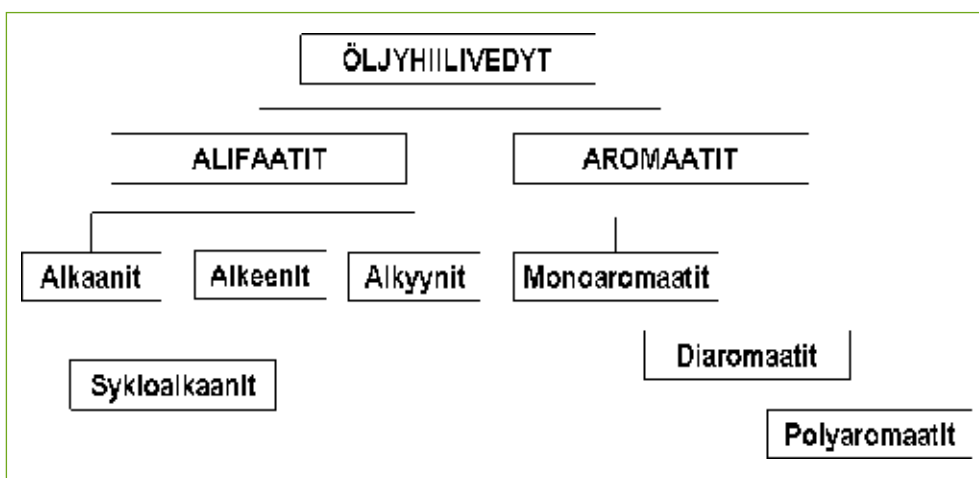 ÖLJYHIILIVEDYT
ALIFAATIT
AROMAATIT
Alkaanit
Alkeenit
Alkyynit
Monoaromaatit
Diaromaatit
Sykloalkaanit
Polyaromaatit